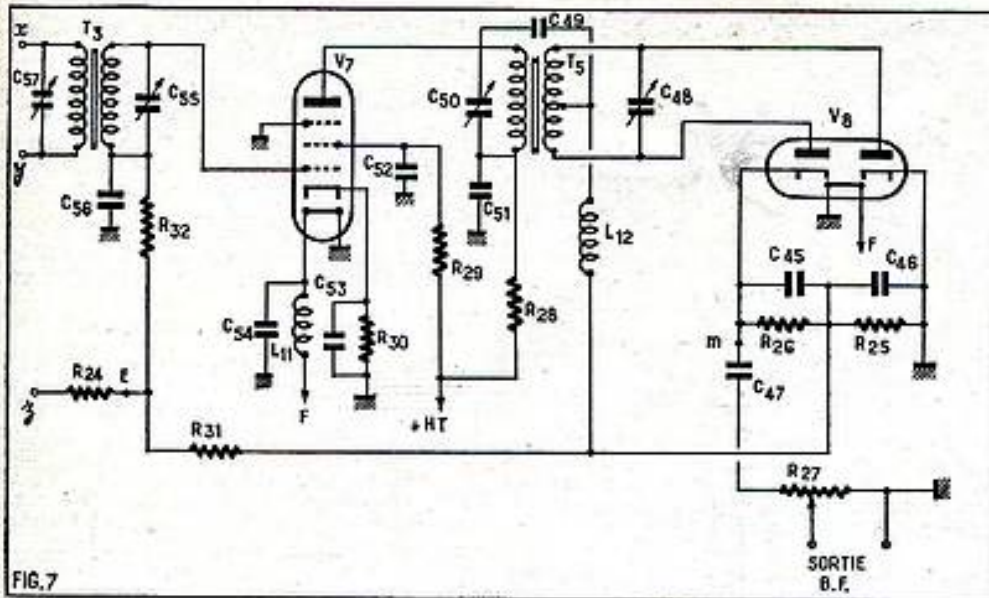 x
T3
C57
C55
y
C56
R32
R24
E
z
R31
V7
C54
C53
L11
F
R30
C52
R29
+HT
C49
C50
C51
R28
T5
C48
L12
V8
F
C45
C46
R26
R25
m
C47
R27
SORTIE
B.F.
FIG.7